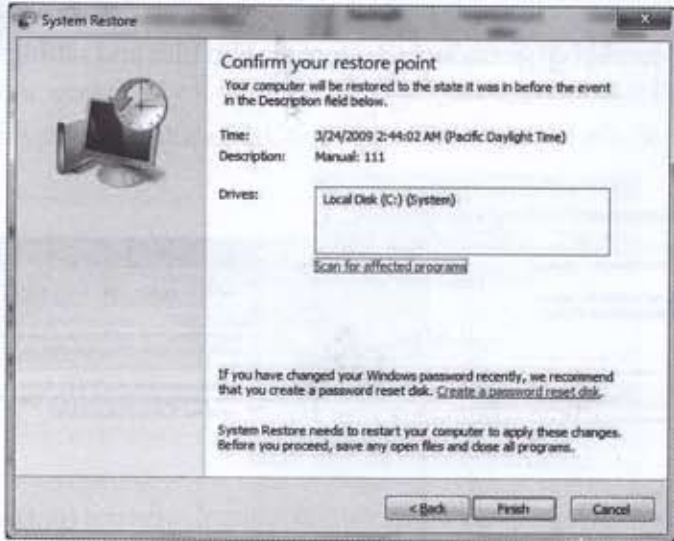 System Restore
Confirm your restore point
Your computer will be restored to the state it was in before the event
in the Description field below.
Time: 3/24/2009 2:44:02 AM (Pacific Daylight Time)
Description: Manual: 111
Drives: Local Disk (C:) (System)
Scan for affected programs
If you have changed your Windows password recently, we recommend
that you create a password reset disk. Create a password reset disk.
System Restore needs to restart your computer to apply these changes.
Before you proceed, save any open files and close all programs.
< Back Finish Cancel